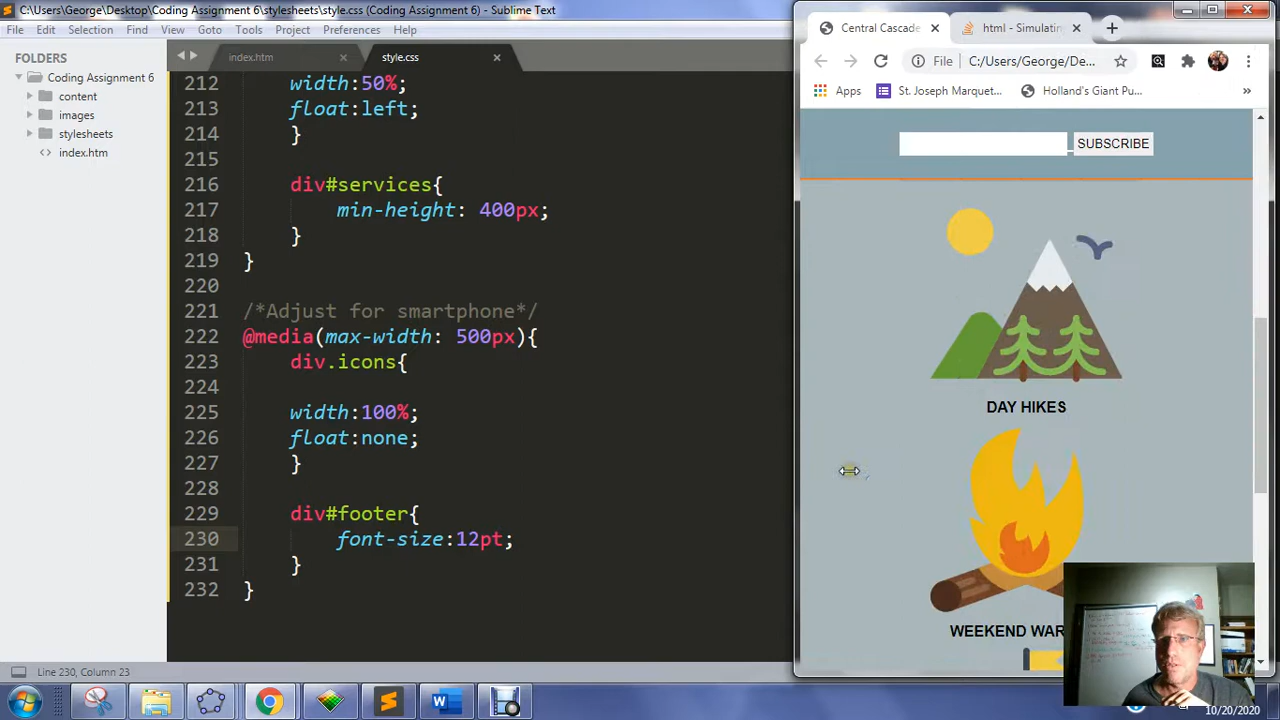 C:\Users\George\Desktop\Coding Assignment 6\stylesheets\style.css (Coding Assignment 6) - Sublime Text
File Edit Selection Find View Goto Tools Project Preferences Help
FOLDERS
Coding Assignment 6
content
images
stylesheets
<> index.htm
index.htm
style.css
212 width:50%;
213 float:left;
214 }
215
216 div#services{
217 min-height: 400px;
218 }
219 }
220
221 /*Adjust for smartphone*/
222 @media(max-width: 500px){
223 div.icons{
224
225 width:100%;
226 float:none;
227 }
228
229 div#footer{
230 font-size:12pt;
231 }
232 }
Line 230, Column 23
Central Cascade
html - Simulatin
File C:/Users/George/De...
Apps St. Joseph Marquet... Holland's Giant Pu... »
SUBSCRIBE
DAY HIKES
WEEKEND WAR
10/20/2020